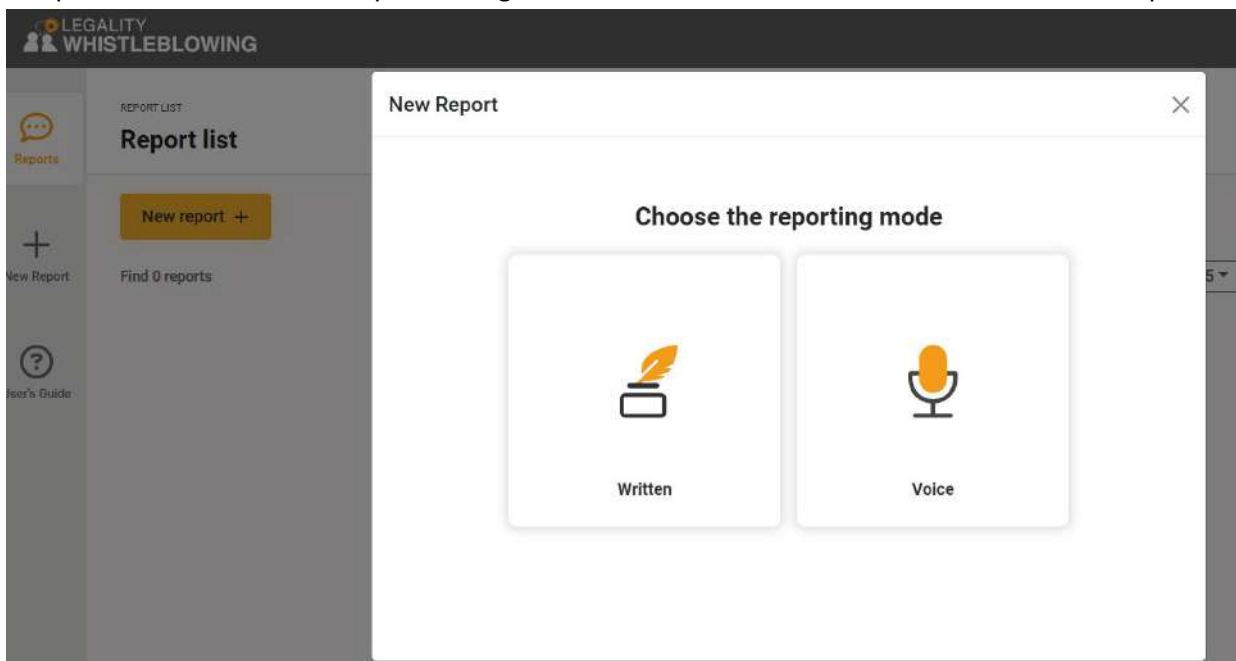 LEGALITY
WHISTLEBLOWING
Reports
New Report
User's Guide
REPORT LIST
Report list
New report +
Find 0 reports
5
New Report
Choose the reporting mode
Written
Voice